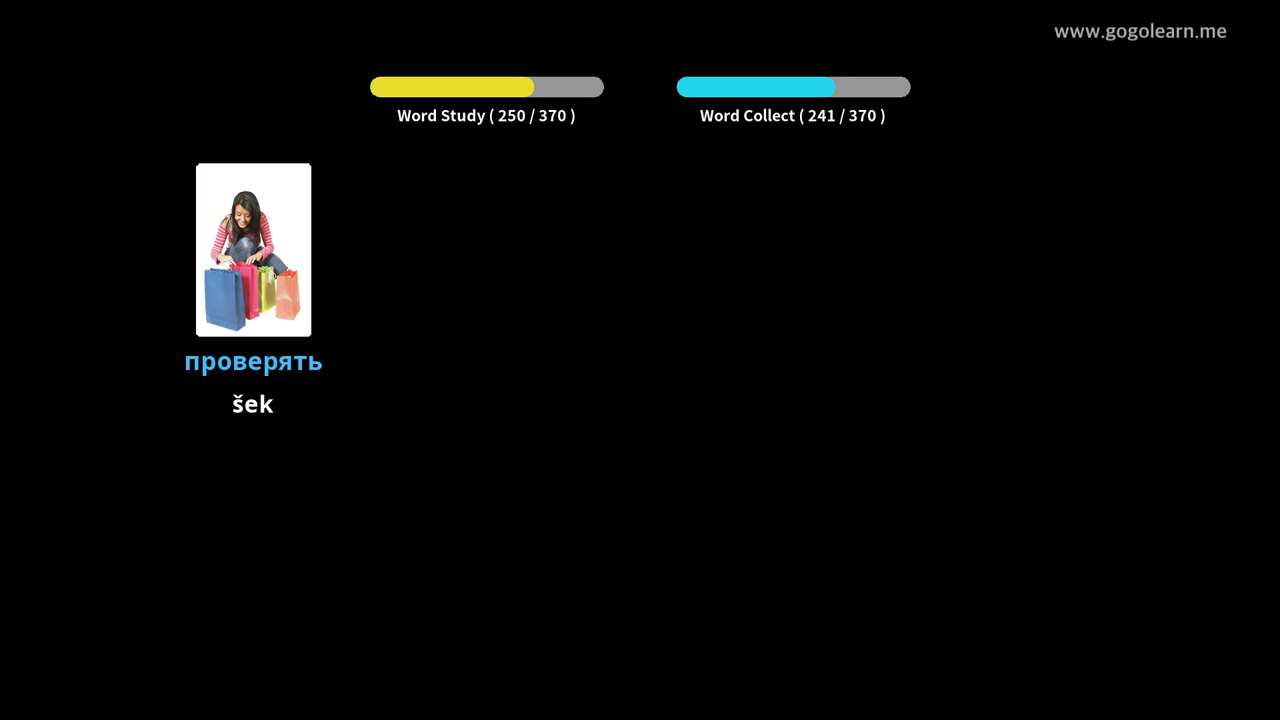 www.gogolearn.me
Word Study ( 250 / 370 )
Word Collect ( 241 / 370 )
проверять
šek